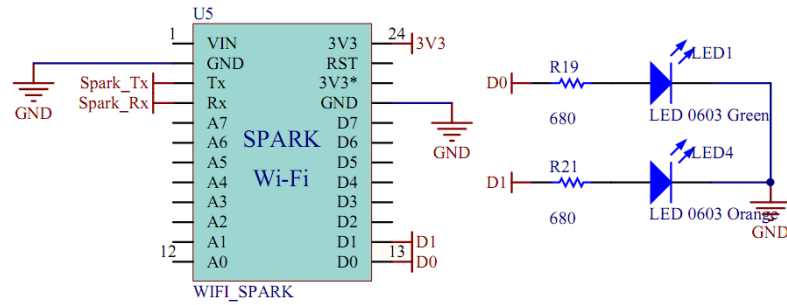 U5
1 VIN 3V3 24 3V3
GND RST
Spark_Tx Tx 3V3*
Spark_Rx Rx GND
GND
GND
A7 D7
A6 D6
A5 D5
A4 D4
A3 D3
A2 D2
A1 D1 D1
12 A0 D0 13 D0
SPARK
Wi-Fi
WIFI_SPARK
D0 R19 LED1
680 LED 0603 Green
D1 R21 LED4
680 LED 0603 Orange
GND